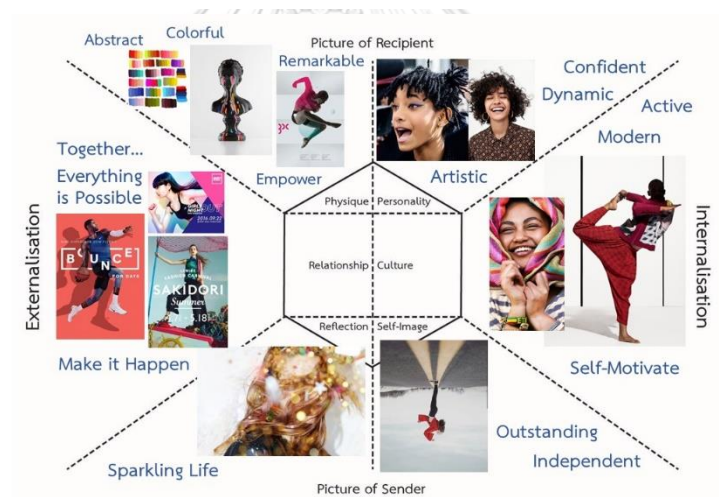 Abstract
Colorful
Remarkable
Picture of Recipient
Confident
Dynamic
Active
Modern
Together...
Everything
is Possible
Empower
Artistic
Physique
Personality
Externalisation
Relationship
Culture
Internalisation
BOUNCE
SAKIDORI
Summer
Reflection
Self-Image
Make it Happen
Self-Motivate
Sparkling Life
Outstanding
Independent
Picture of Sender